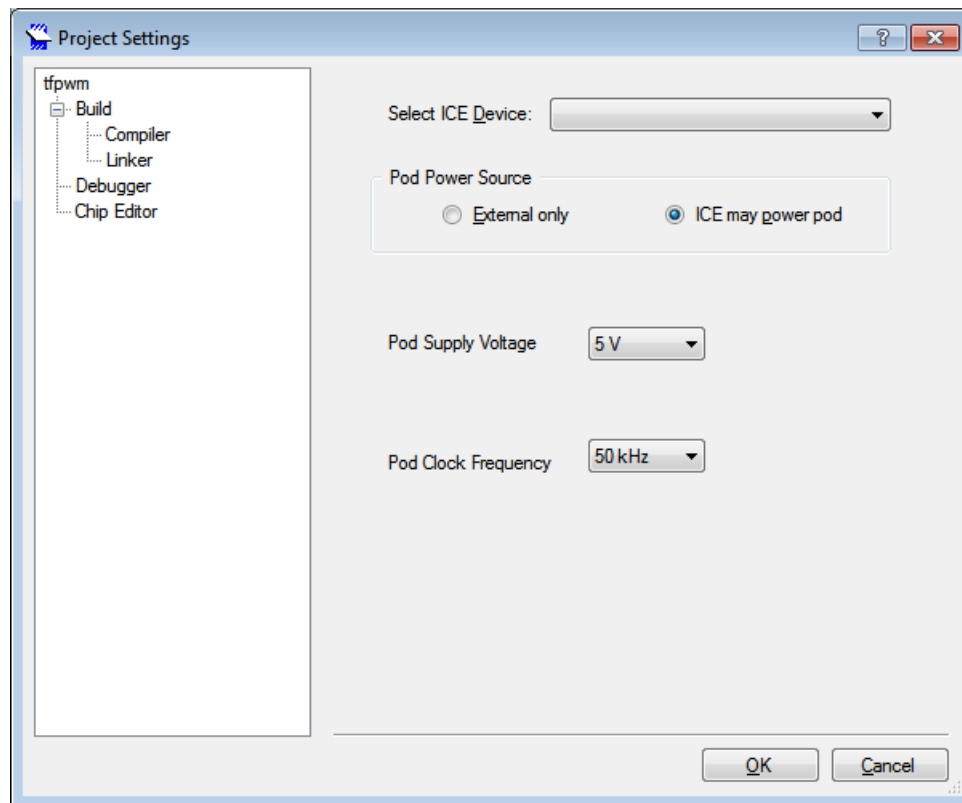 Project Settings
tfpwm
Build
Compiler
Linker
Debugger
Chip Editor
Select ICE Device:
Pod Power Source
External only
ICE may power pod
Pod Supply Voltage
5 V
Pod Clock Frequency
50 kHz
OK
Cancel